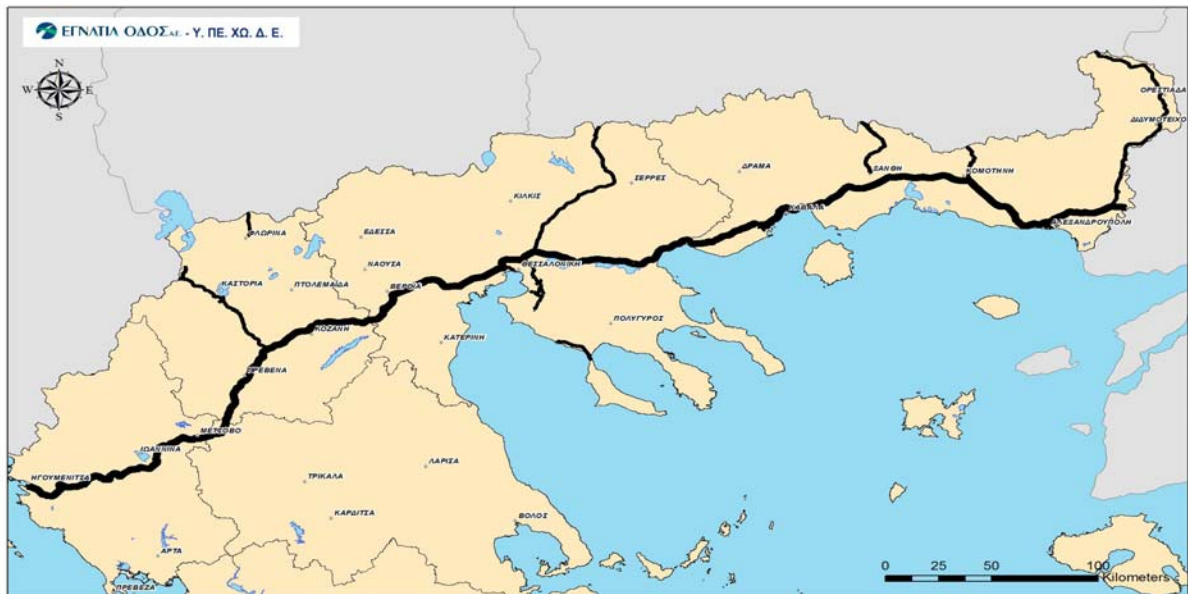 ΕΓΝΑΤΙΑ ΟΔΟΣ Α.Ε. - Υ. ΠΕ. ΧΩ. Δ. Ε.
N
W E
S
ΟΡΕΣΤΙΑΔΑ
ΔΙΔΥΜΟΤΕΙΧΟ
ΞΑΝΘΗ
ΔΡΑΜΑ
ΚΟΜΟΤΗΝΗ
ΣΕΡΡΕΣ
ΚΙΛΚΙΣ
ΚΑΒΑΛΑ
ΑΛΕΞΑΝΔΡΟΥΠΟΛΗ
ΦΛΩΡΙΝΑ
ΕΔΕΣΣΑ
ΘΕΣΣΑΛΟΝΙΚΗ
ΝΑΟΥΣΑ
ΚΑΣΤΟΡΙΑ
ΠΤΟΛΕΜΑΪΔΑ
ΒΕΡΟΙΑ
ΠΟΛΥΓΥΡΟΣ
ΚΟΖΑΝΗ
ΚΑΤΕΡΙΝΗ
ΓΡΕΒΕΝΑ
ΜΕΤΣΟΒΟ
ΙΩΑΝΝΙΝΑ
ΛΑΡΙΣΑ
ΗΓΟΥΜΕΝΙΤΣΑ
ΤΡΙΚΑΛΑ
ΒΟΛΟΣ
ΚΑΡΔΙΤΣΑ
ΑΡΤΑ
ΠΡΕΒΕΖΑ
0 25 50 100
Kilometers